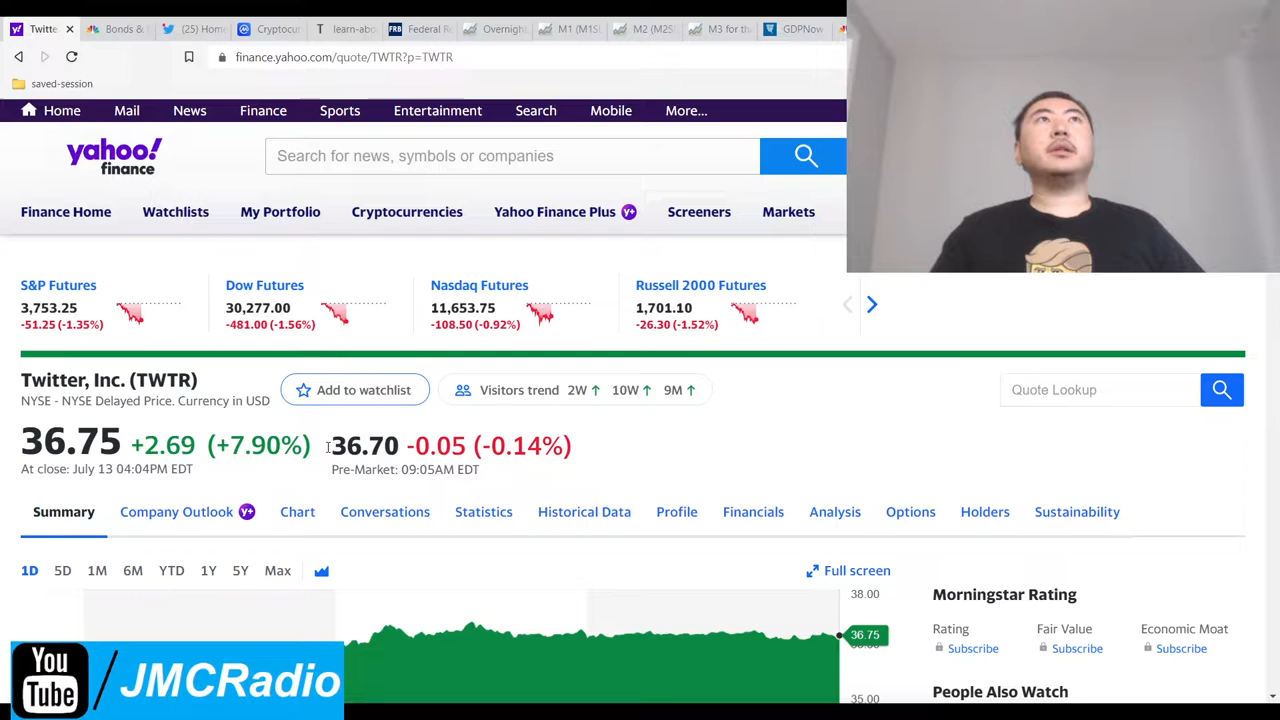 Twitte
Bonds &
(25) Hom
Cryptocur
learn-abo
Federal Re
Overnigh
M1 (M1S
M2 (M2S
M3 for th
GDPNow
finance.yahoo.com/quote/TWTR?p=TWTR
saved-session
Home Mail News Finance Sports Entertainment Search Mobile More...
yahoo!
finance
Search for news, symbols or companies
Finance Home Watchlists My Portfolio Cryptocurrencies Yahoo Finance Plus Y+ Screeners Markets
S&P Futures
3,753.25
-51.25 (-1.35%)
Dow Futures
30,277.00
-481.00 (-1.56%)
Nasdaq Futures
11,653.75
-108.50 (-0.92%)
Russell 2000 Futures
1,701.10
-26.30 (-1.52%)
Twitter, Inc. (TWTR)
NYSE - NYSE Delayed Price. Currency in USD
Add to watchlist
Visitors trend 2W ↑ 10W ↑ 9M ↑
Quote Lookup
36.75 +2.69 (+7.90%)
At close: July 13 04:04PM EDT
36.70 -0.05 (-0.14%)
Pre-Market: 09:05AM EDT
Summary Company Outlook Y+ Chart Conversations Statistics Historical Data Profile Financials Analysis Options Holders Sustainability
1D 5D 1M 6M YTD 1Y 5Y Max
Full screen
38.00
36.75
35.00
Morningstar Rating
Rating Fair Value Economic Moat
Subscribe Subscribe Subscribe
People Also Watch
You
Tube
/JMCRadio